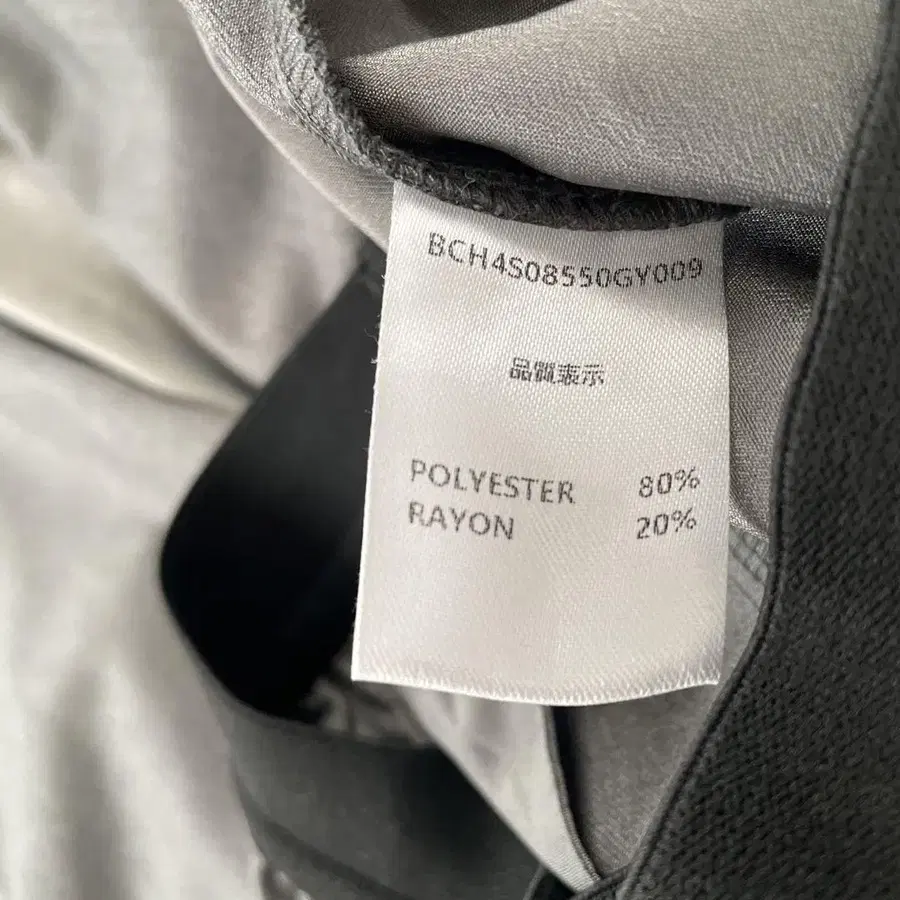 BCH4S08550GY009
品質表示
POLYESTER 80%
RAYON 20%